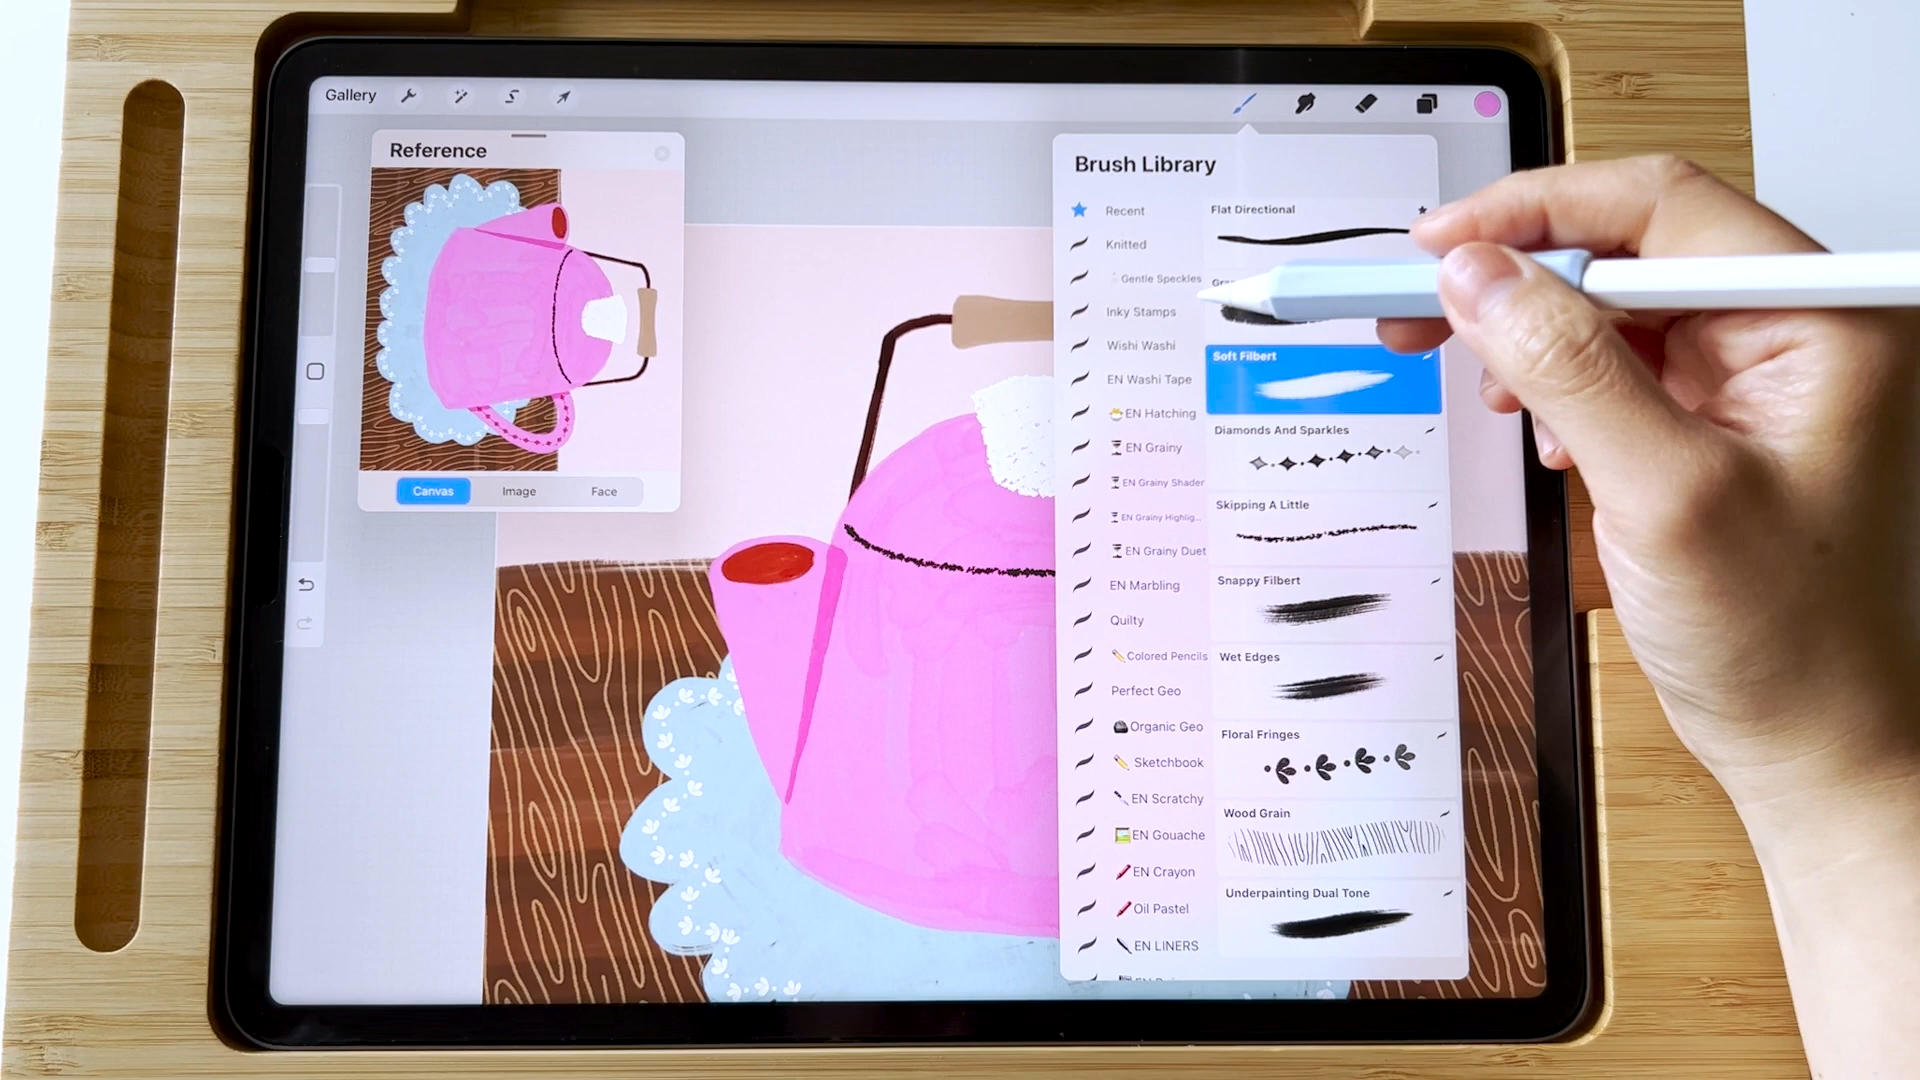 Gallery
Reference
Canvas
Image
Face
Brush Library
Recent
Knitted
Gentle Speckles
Inky Stamps
Wishi Washi
EN Washi Tape
EN Hatching
EN Grainy
EN Grainy Shader
EN Grainy Highlig...
EN Grainy Duet
EN Marbling
Quilty
Colored Pencils
Perfect Geo
Organic Geo
Sketchbook
EN Scratchy
EN Gouache
EN Crayon
Oil Pastel
EN LINERS
Flat Directional
Soft Filbert
Diamonds And Sparkles
Skipping A Little
Snappy Filbert
Wet Edges
Floral Fringes
Wood Grain
Underpainting Dual Tone